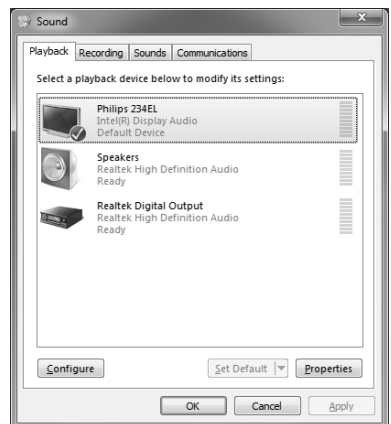 Sound
Playback Recording Sounds Communications
Select a playback device below to modify its settings:
Philips 234EL
Intel(R) Display Audio
Default Device
Speakers
Realtek High Definition Audio
Ready
Realtek Digital Output
Realtek High Definition Audio
Ready
Configure Set Default Properties
OK Cancel Apply